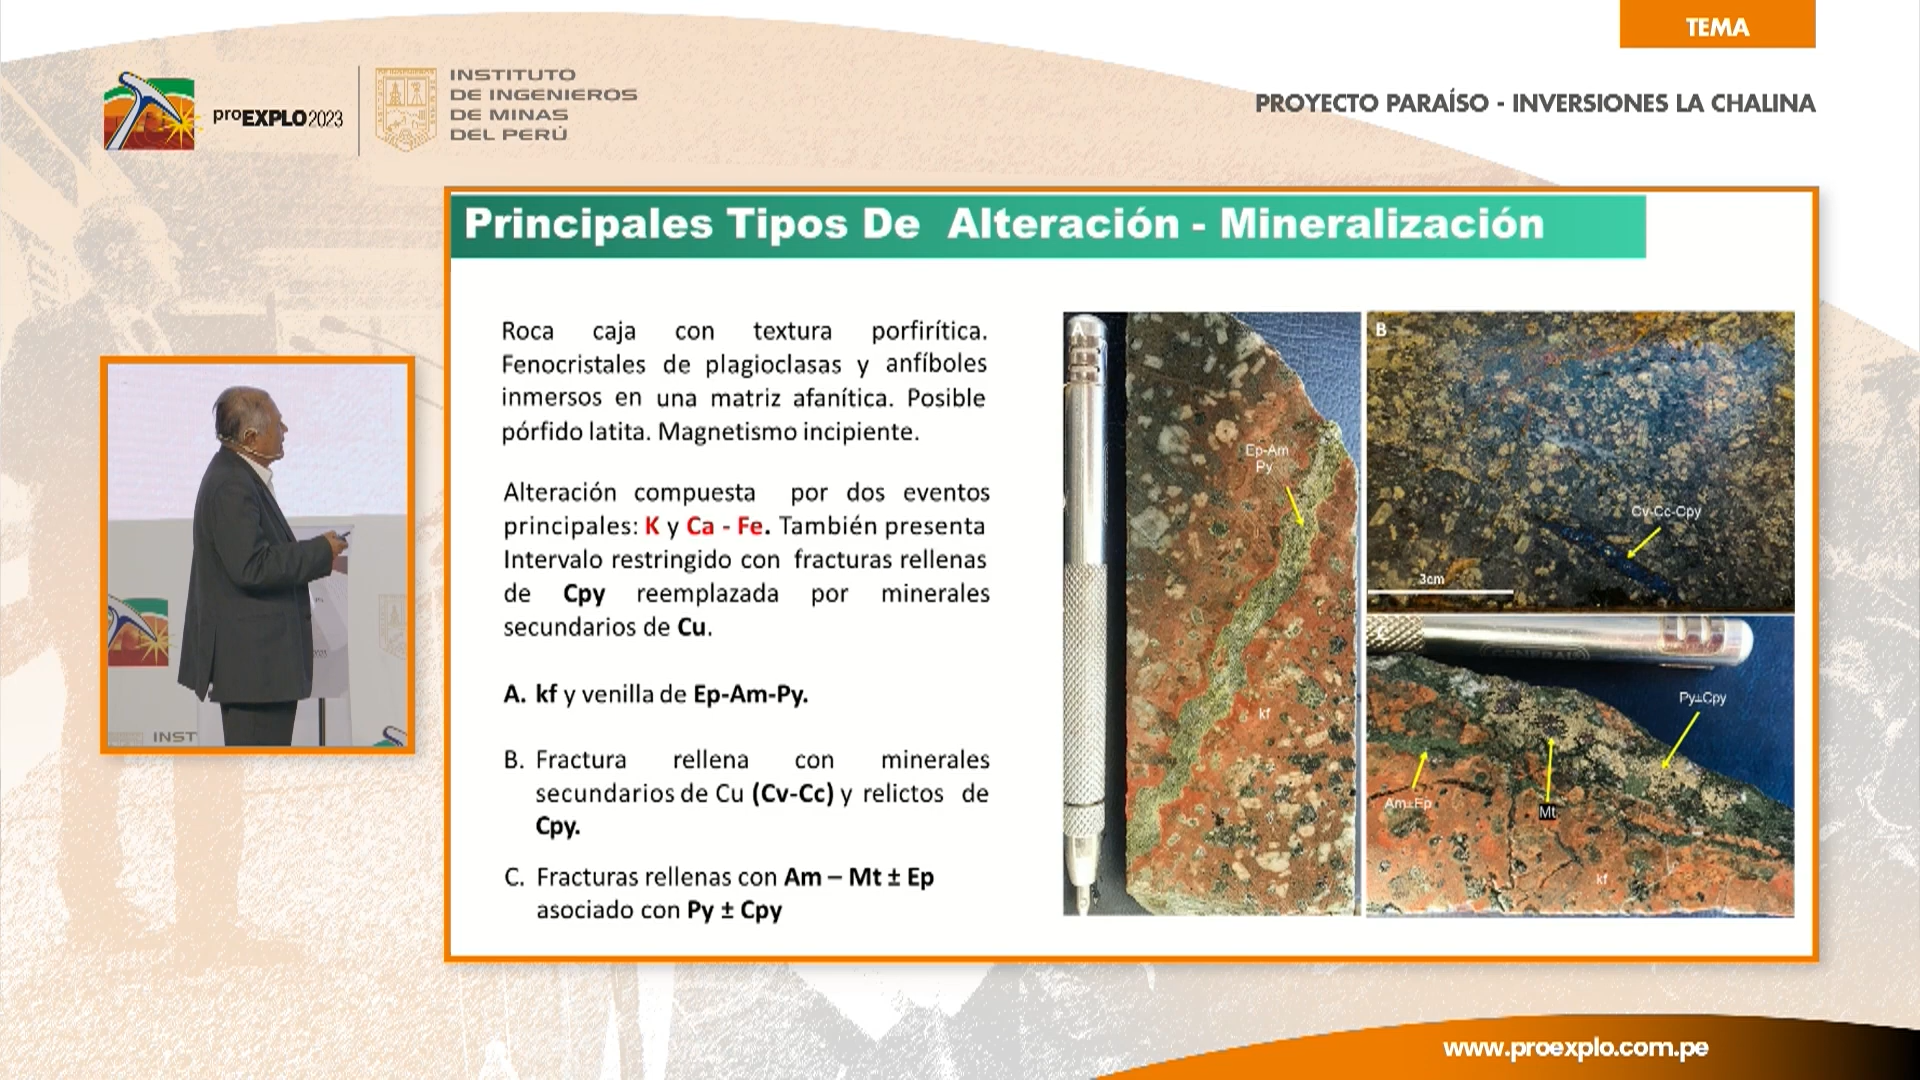 TEMA
proEXPLO2023
INSTITUTO
DE INGENIEROS
DE MINAS
DEL PERÚ
PROYECTO PARAÍSO - INVERSIONES LA CHALINA
Principales Tipos De Alteración - Mineralización
Roca caja con textura porfirítica.
Fenocristales de plagioclasas y anfíboles
inmersos en una matriz afanítica. Posible
pórfido latita. Magnetismo incipiente.
Alteración compuesta por dos eventos
principales: K y Ca - Fe. También presenta
Intervalo restringido con fracturas rellenas
de Cpy reemplazada por minerales
secundarios de Cu.
A. kf y venilla de Ep-Am-Py.
B. Fractura rellena con minerales
secundarios de Cu (Cv-Cc) y relictos de
Cpy.
C. Fracturas rellenas con Am – Mt ± Ep
asociado con Py ± Cpy
A
Ep-Am
Py
kf
B
Cv-Cc-Cpy
3cm
Py±Cpy
Am±Ep
Mt
kf
INST
www.proexplo.com.pe